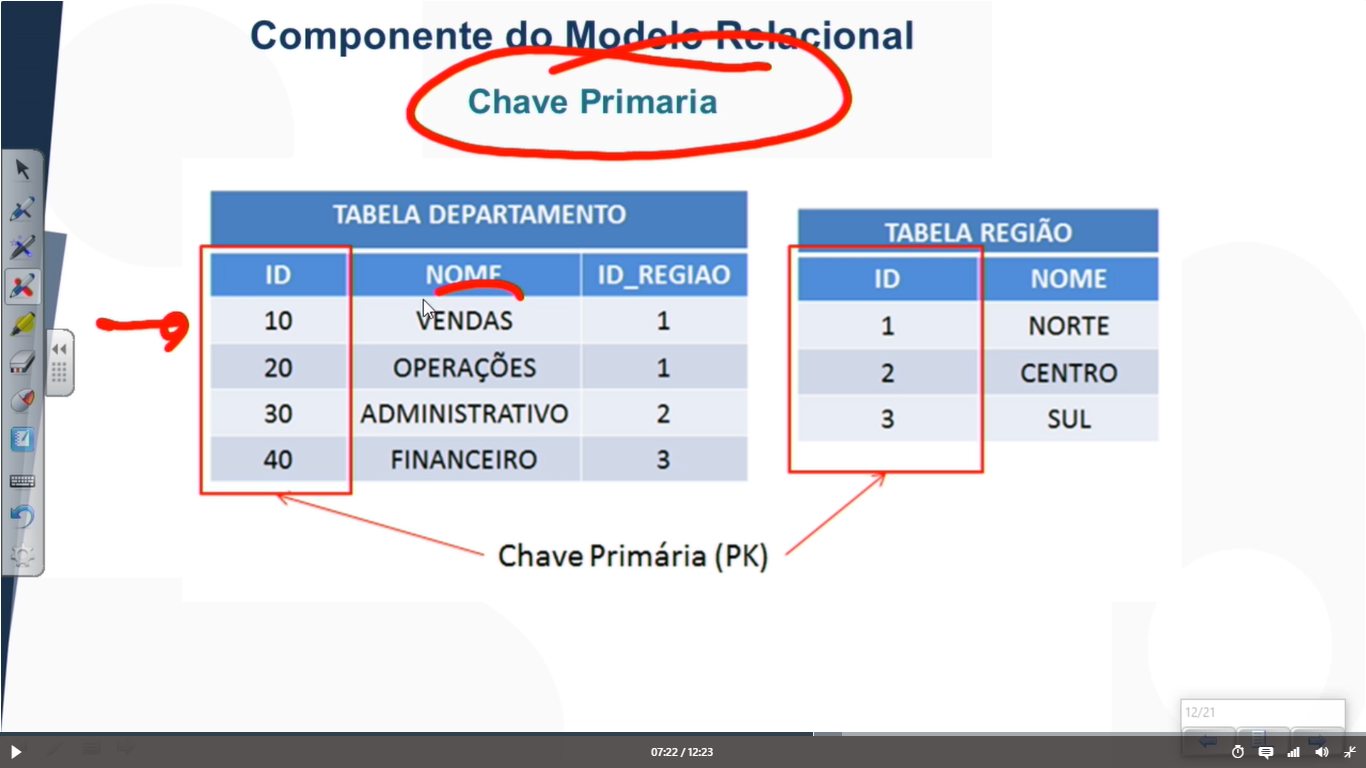 Componente do Modelo Relacional
Chave Primaria
TABELA DEPARTAMENTO
ID NOME ID_REGIAO
10 VENDAS 1
20 OPERAÇÕES 1
30 ADMINISTRATIVO 2
40 FINANCEIRO 3
TABELA REGIÃO
ID NOME
1 NORTE
2 CENTRO
3 SUL
Chave Primária (PK)
12/21
07:22 / 12:23